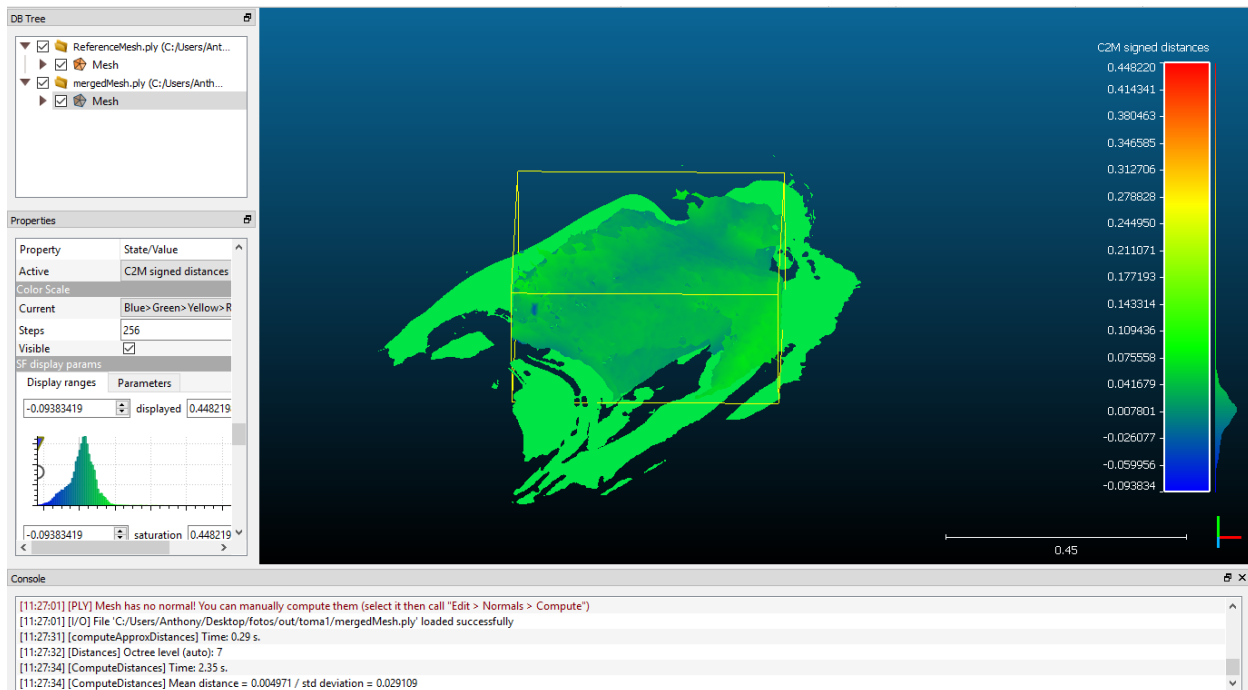 DB Tree
ReferenceMesh.ply (C:/Users/Ant...
Mesh
mergedMesh.ply (C:/Users/Anth...
Mesh
Properties
Property State/Value
Active C2M signed distances
Color Scale
Current Blue>Green>Yellow>R
Steps 256
Visible
SF display params
Display ranges Parameters
-0.09383419 displayed 0.448219
-0.09383419 saturation 0.448219
C2M signed distances
0.448220
0.414341
0.380463
0.346585
0.312706
0.278828
0.244950
0.211071
0.177193
0.143314
0.109436
0.075558
0.041679
0.007801
-0.026077
-0.059956
-0.093834
0.45
Console
[11:27:01] [PLY] Mesh has no normal! You can manually compute them (select it then call "Edit > Normals > Compute")
[11:27:01] [I/O] File 'C:/Users/Anthony/Desktop/fotos/out/toma1/mergedMesh.ply' loaded successfully
[11:27:31] [computeApproxDistances] Time: 0.29 s.
[11:27:32] [Distances] Octree level (auto): 7
[11:27:34] [ComputeDistances] Time: 2.35 s.
[11:27:34] [ComputeDistances] Mean distance = 0.004971 / std deviation = 0.029109